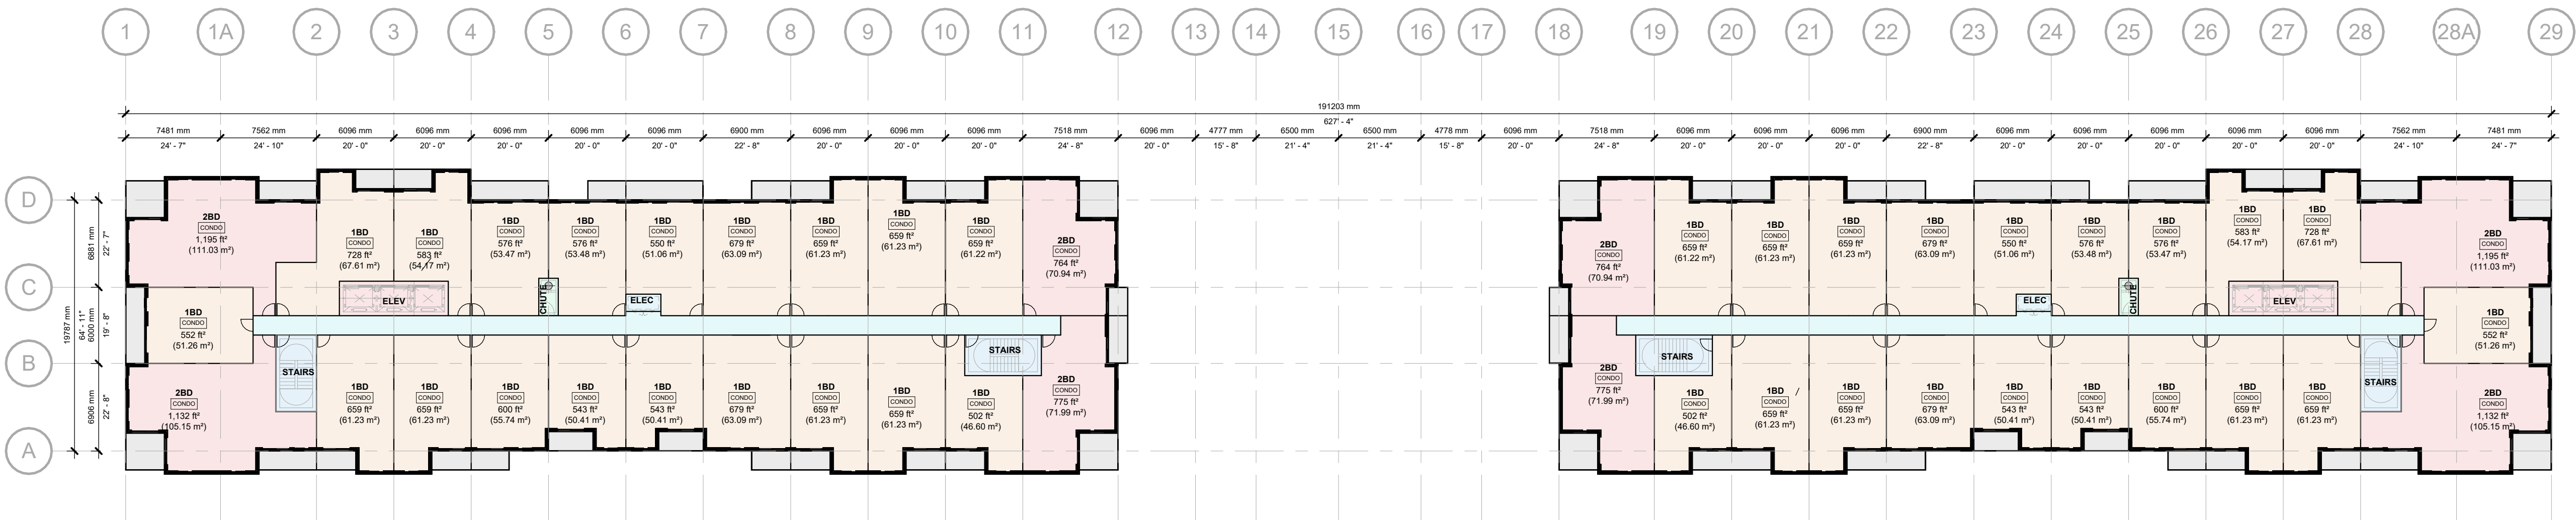 1 1A 2 3 4 5 6 7 8 9 10 11 12 13 14 15 16 17 18 19 20 21 22 23 24 25 26 27 28 28A 29
191203 mm
627' - 4"
7481 mm 7562 mm 6096 mm 6096 mm 6096 mm 6096 mm 6096 mm 6900 mm 6096 mm 6096 mm 6096 mm 7518 mm 6096 mm 4777 mm 6500 mm 6500 mm 4778 mm 6096 mm 7518 mm 6096 mm 6096 mm 6096 mm 6900 mm 6096 mm 6096 mm 6096 mm 6096 mm 6096 mm 7562 mm 7481 mm
24' - 7" 24' - 10" 20' - 0" 20' - 0" 20' - 0" 20' - 0" 20' - 0" 22' - 8" 20' - 0" 20' - 0" 20' - 0" 24' - 8" 20' - 0" 15' - 8" 21' - 4" 21' - 4" 15' - 8" 20' - 0" 24' - 8" 20' - 0" 20' - 0" 20' - 0" 22' - 8" 20' - 0" 20' - 0" 20' - 0" 20' - 0" 20' - 0" 24' - 10" 24' - 7"
D
C
B
A
19787 mm
64' - 11"
6881 mm
22' - 7"
6000 mm
19' - 8"
6906 mm
22' - 8"
2BD
CONDO
1,195 ft²
(111.03 m²)
1BD
CONDO
728 ft²
(67.61 m²)
1BD
CONDO
583 ft²
(54.17 m²)
1BD
CONDO
576 ft²
(53.47 m²)
1BD
CONDO
576 ft²
(53.48 m²)
1BD
CONDO
550 ft²
(51.06 m²)
1BD
CONDO
679 ft²
(63.09 m²)
1BD
CONDO
659 ft²
(61.23 m²)
1BD
CONDO
659 ft²
(61.23 m²)
1BD
CONDO
659 ft²
(61.22 m²)
2BD
CONDO
764 ft²
(70.94 m²)
ELEV
CHUTE
ELEC
1BD
CONDO
552 ft²
(51.26 m²)
STAIRS
STAIRS
2BD
CONDO
1,132 ft²
(105.15 m²)
1BD
CONDO
659 ft²
(61.23 m²)
1BD
CONDO
659 ft²
(61.23 m²)
1BD
CONDO
600 ft²
(55.74 m²)
1BD
CONDO
543 ft²
(50.41 m²)
1BD
CONDO
543 ft²
(50.41 m²)
1BD
CONDO
679 ft²
(63.09 m²)
1BD
CONDO
659 ft²
(61.23 m²)
1BD
CONDO
659 ft²
(61.23 m²)
1BD
CONDO
502 ft²
(46.60 m²)
2BD
CONDO
775 ft²
(71.99 m²)
2BD
CONDO
764 ft²
(70.94 m²)
1BD
CONDO
659 ft²
(61.22 m²)
1BD
CONDO
659 ft²
(61.23 m²)
1BD
CONDO
659 ft²
(61.23 m²)
1BD
CONDO
679 ft²
(63.09 m²)
1BD
CONDO
550 ft²
(51.06 m²)
1BD
CONDO
576 ft²
(53.48 m²)
1BD
CONDO
576 ft²
(53.47 m²)
1BD
CONDO
583 ft²
(54.17 m²)
1BD
CONDO
728 ft²
(67.61 m²)
2BD
CONDO
1,195 ft²
(111.03 m²)
ELEC
CHUTE
ELEV
1BD
CONDO
552 ft²
(51.26 m²)
STAIRS
STAIRS
2BD
CONDO
775 ft²
(71.99 m²)
1BD
CONDO
502 ft²
(46.60 m²)
1BD
CONDO
659 ft²
(61.23 m²)
1BD
CONDO
659 ft²
(61.23 m²)
1BD
CONDO
679 ft²
(63.09 m²)
1BD
CONDO
543 ft²
(50.41 m²)
1BD
CONDO
543 ft²
(50.41 m²)
1BD
CONDO
600 ft²
(55.74 m²)
1BD
CONDO
659 ft²
(61.23 m²)
1BD
CONDO
659 ft²
(61.23 m²)
2BD
CONDO
1,132 ft²
(105.15 m²)